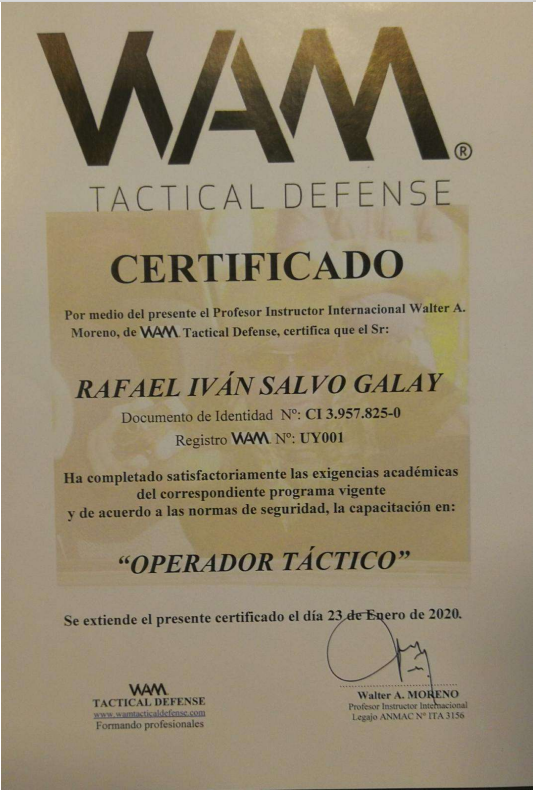 WAM®
TACTICAL DEFENSE
CERTIFICADO
Por medio del presente el Profesor Instructor Internacional Walter A.
Moreno, de WAM Tactical Defense, certifica que el Sr:
RAFAEL IVÁN SALVO GALAY
Documento de Identidad Nº: CI 3.957.825-0
Registro WAM Nº: UY001
Ha completado satisfactoriamente las exigencias académicas
del correspondiente programa vigente
y de acuerdo a las normas de seguridad, la capacitación en:
“OPERADOR TÁCTICO”
Se extiende el presente certificado el día 23 de Enero de 2020.
WAM
TACTICAL DEFENSE
www.wamtacticaldefense.com
Formando profesionales
Walter A. MORENO
Profesor Instructor Internacional
Legajo ANMAC Nº ITA 3156